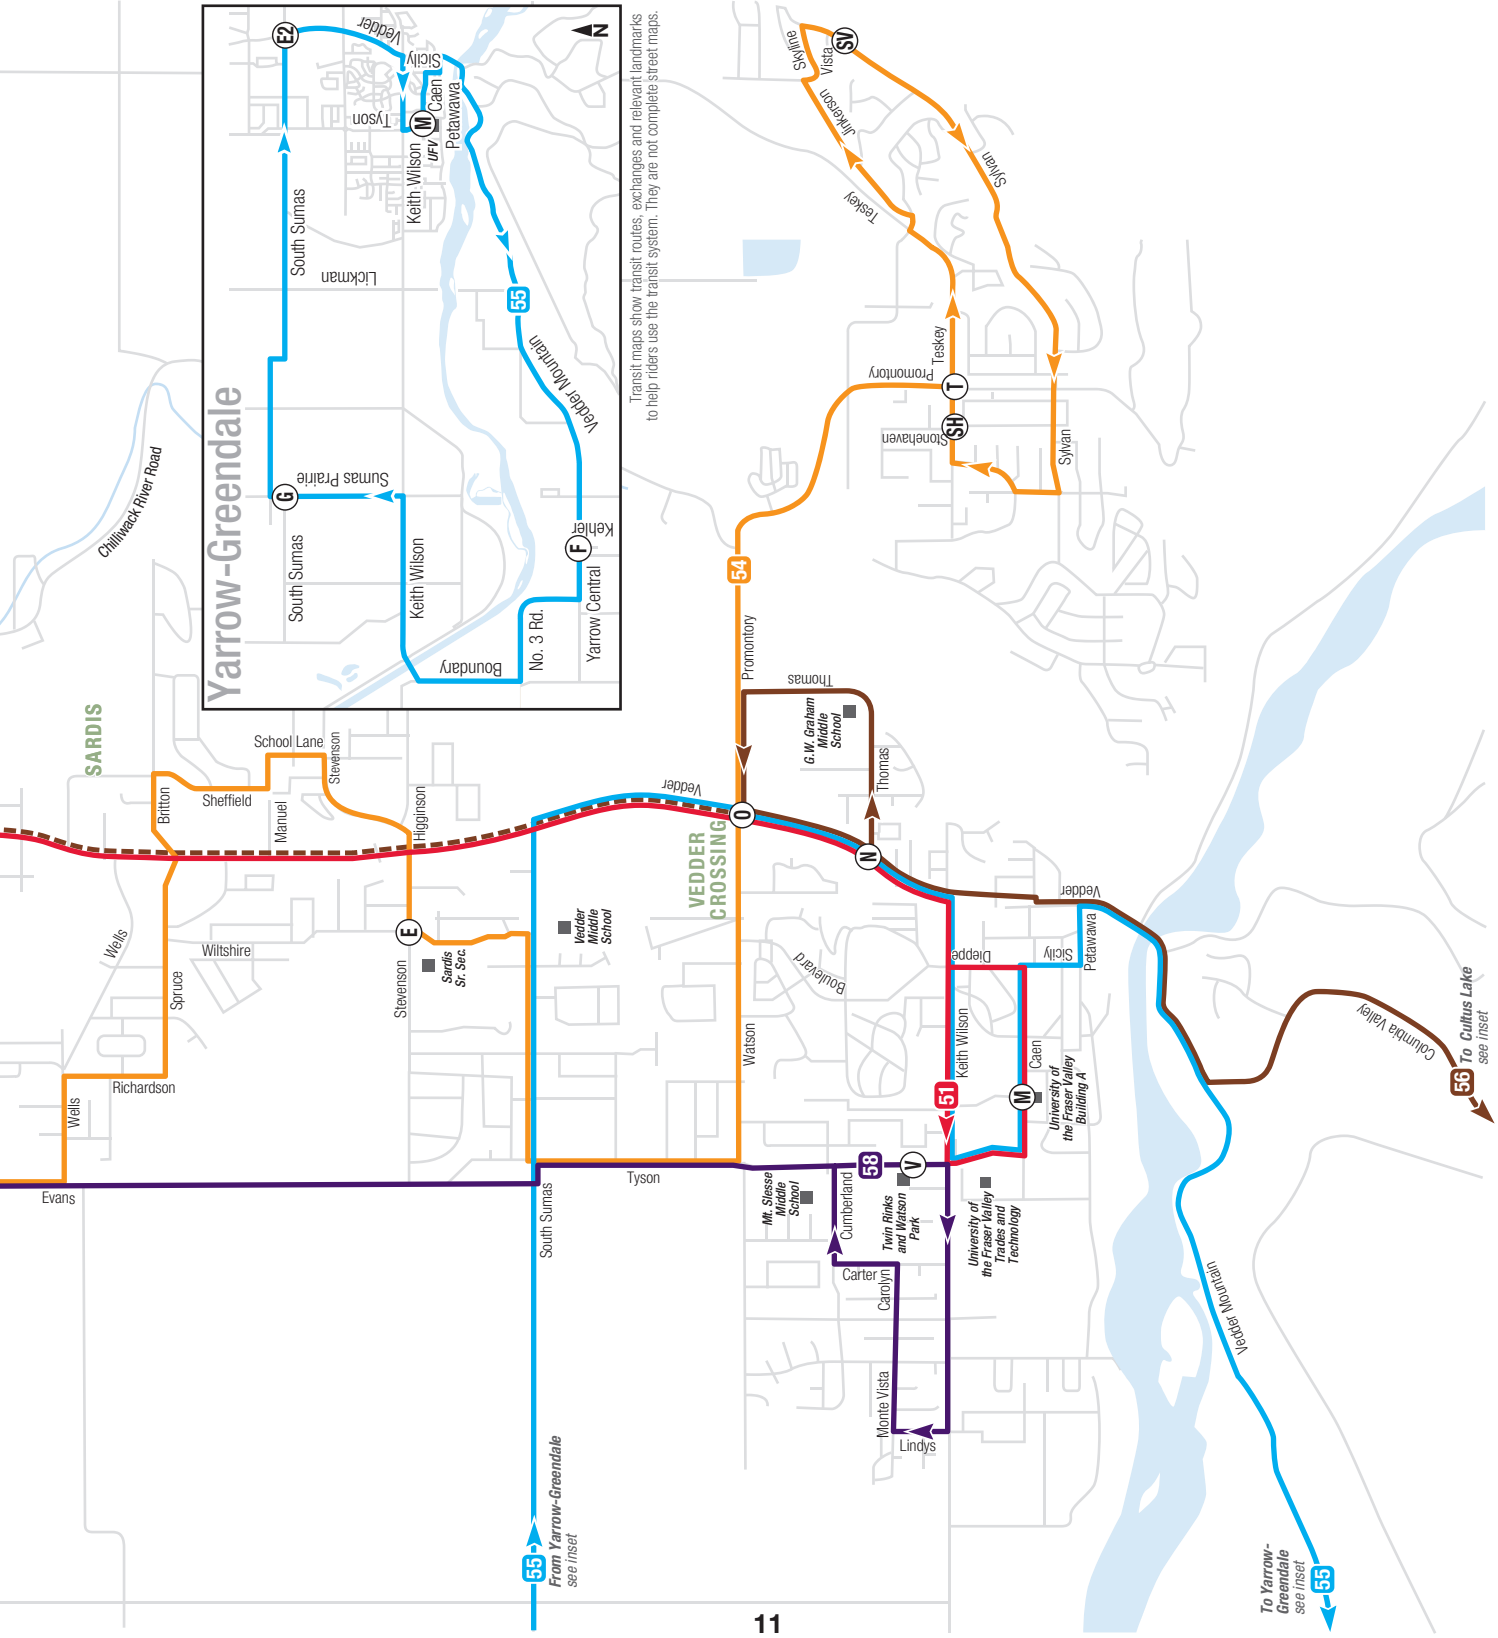 Yarrow-Greendale
E2
Vedder
Sicily
Tyson
Caen
M
UFV
Petawawa
Keith Wilson
South Sumas
Lickman
N
55
Vedder Mountain
G
Sumas Prairie
South Sumas
Keith Wilson
Boundary
No. 3 Rd.
F
Kehler
Yarrow Central
Transit maps show transit routes, exchanges and relevant landmarks
to help riders use the transit system. They are not complete street maps.
Skyline
Vista
SV
Jinkerson
Teskey
Sylvan
Teskey
Promontory
T
SH
Stonehaven
Sylvan
54
Promontory
Chilliwack River Road
SARDIS
School Lane
Stevenson
Britton
Sheffield
Manuel
Higginson
Vedder
Thomas
G.W. Graham
Middle
School
Thomas
O
VEDDER
CROSSING
N
Wells
Wiltshire
Spruce
Richardson
Wells
Evans
E
Stevenson
Sardis
Sr. Sec.
Vedder
Middle
School
Watson
Boulevard
Vedder
Dieppe
Sicily
Petawawa
Keith Wilson
Caen
51
M
University of
the Fraser Valley
Building A
58
V
Tyson
South Sumas
Mt. Slesse
Middle
School
Cumberland
Twin Rinks
and Watson
Park
University of
the Fraser Valley
Trades and
Technology
Carter
Carolyn
Monte Vista
Lindys
Columbia Valley
56
To Cultus Lake
see inset
Vedder Mountain
55
From Yarrow-Greendale
see inset
To Yarrow-
Greendale
see inset
55
11